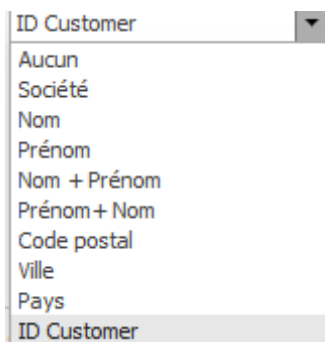 ID Customer
Aucun
Société
Nom
Prénom
Nom + Prénom
Prénom+ Nom
Code postal
Ville
Pays
ID Customer